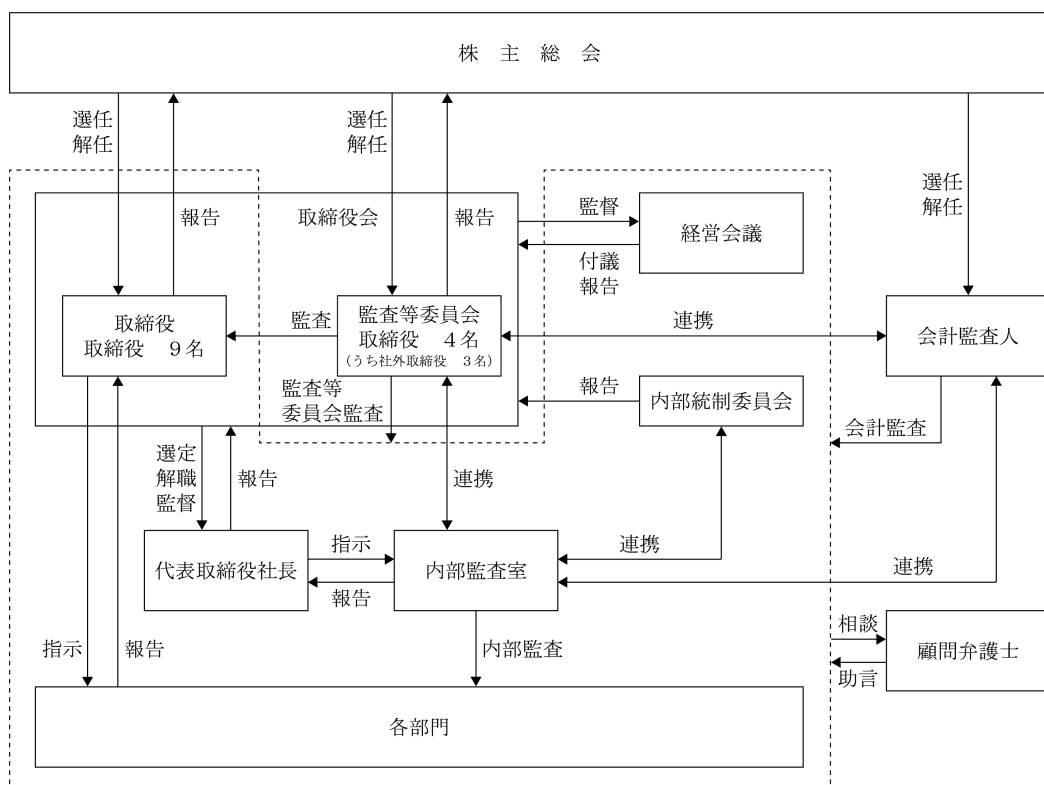 株 主 総 会
選任
解任
選任
解任
選任
解任
報告
取締役会
報告
監督
付議
報告
経営会議
取締役
取締役 9名
監査
監査等委員会
取締役 4名
(うち社外取締役 3名)
連携
会計監査人
監査等
委員会監査
報告
内部統制委員会
会計監査
選定
解職
監督
報告
連携
代表取締役社長
指示
報告
内部監査室
連携
連携
指示
報告
内部監査
相談
助言
顧問弁護士
各部門